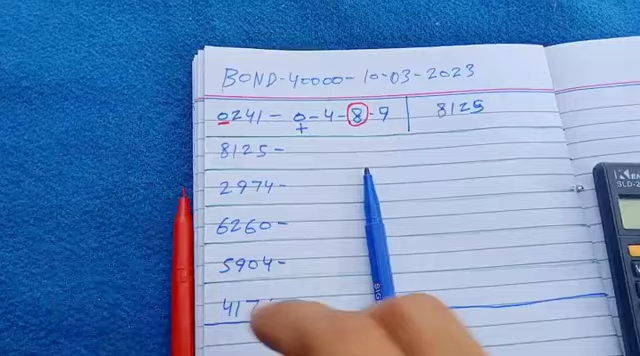 BOND-40000-10-03-2023
0241 - 0 - 4 - 8 - 9 | 8125
+
8125 -
2974 -
6260 -
5904 -